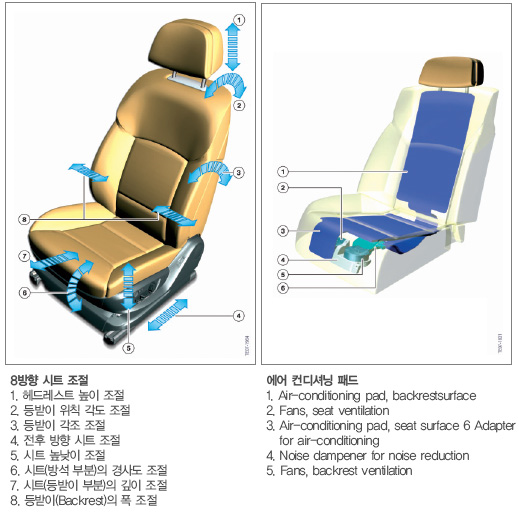 1
2
3
8
7
6
4
5
1
2
3
4
5
6
8방향 시트 조절
1. 헤드레스트 높이 조절
2. 등받이 위칙 각도 조절
3. 등받이 각조 조절
4. 전후 방향 시트 조절
5. 시트 높낮이 조절
6. 시트(방석 부분)의 경사도 조절
7. 시트(등받이 부분)의 깊이 조절
8. 등받이(Backrest)의 폭 조절
에어 컨디셔닝 패드
1. Air-conditioning pad, backrestsurface
2. Fans, seat ventilation
3. Air-conditioning pad, seat surface 6 Adapter
for air-conditioning
4. Noise dampener for noise reduction
5. Fans, backrest ventilation